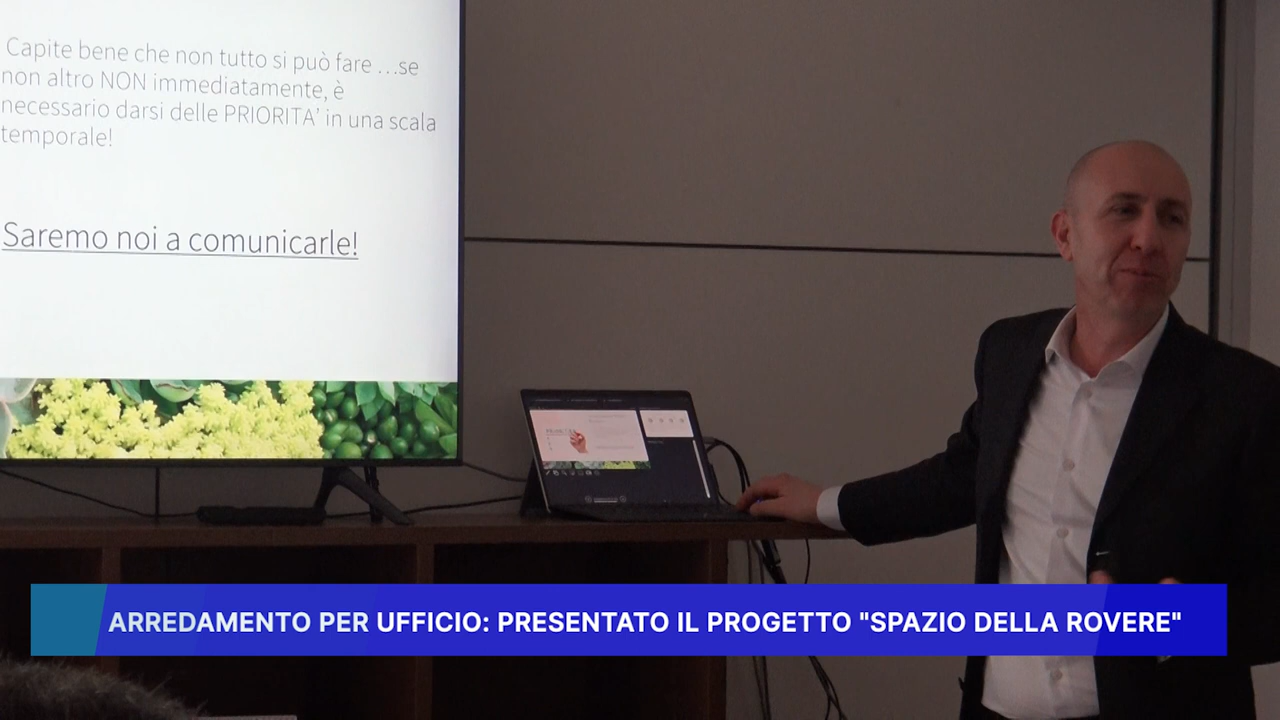 Capite bene che non tutto si può fare ...se
non altro NON immediatamente, è
necessario darsi delle PRIORITA' in una scala
temporale!
Saremo noi a comunicarle!
ARREDAMENTO PER UFFICIO: PRESENTATO IL PROGETTO "SPAZIO DELLA ROVERE"